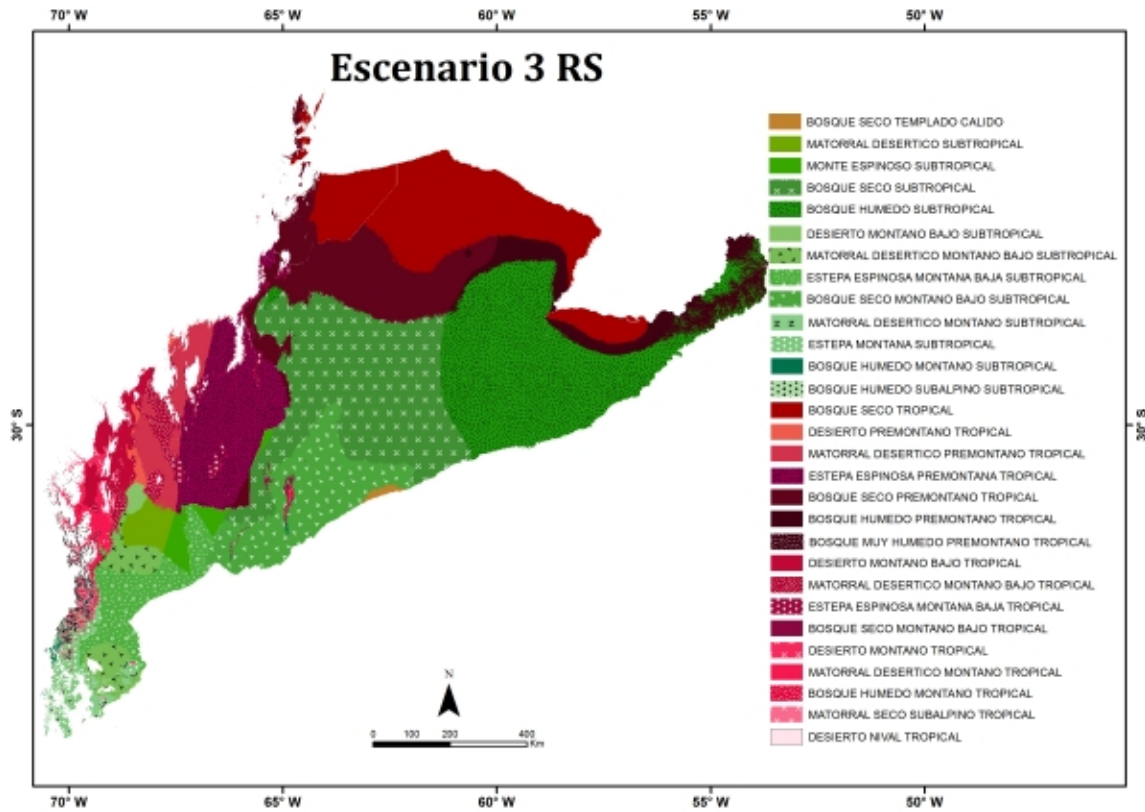 70° W 65° W 60° W 55° W 50° W
Escenario 3 RS
BOSQUE SECO TEMPLADO CALIDO
MATORRAL DESERTICO SUBTROPICAL
MONTE ESPINOSO SUBTROPICAL
BOSQUE SECO SUBTROPICAL
BOSQUE HUMEDO SUBTROPICAL
DESIERTO MONTANO BAJO SUBTROPICAL
MATORRAL DESERTICO MONTANO BAJO SUBTROPICAL
ESTEPA ESPINOSA MONTANA BAJA SUBTROPICAL
BOSQUE SECO MONTANO BAJO SUBTROPICAL
MATORRAL DESERTICO MONTANO SUBTROPICAL
ESTEPA MONTANA SUBTROPICAL
BOSQUE HUMEDO MONTANO SUBTROPICAL
BOSQUE HUMEDO SUBALPINO SUBTROPICAL
BOSQUE SECO TROPICAL
DESIERTO PREMONTANO TROPICAL
MATORRAL DESERTICO PREMONTANO TROPICAL
ESTEPA ESPINOSA PREMONTANA TROPICAL
BOSQUE SECO PREMONTANO TROPICAL
BOSQUE HUMEDO PREMONTANO TROPICAL
BOSQUE MUY HUMEDO PREMONTANO TROPICAL
DESIERTO MONTANO BAJO TROPICAL
MATORRAL DESERTICO MONTANO BAJO TROPICAL
ESTEPA ESPINOSA MONTANA BAJA TROPICAL
BOSQUE SECO MONTANO BAJO TROPICAL
DESIERTO MONTANO TROPICAL
MATORRAL DESERTICO MONTANO TROPICAL
BOSQUE HUMEDO MONTANO TROPICAL
MATORRAL SECO SUBALPINO TROPICAL
DESIERTO NIVAL TROPICAL
30° S
30° S
N
0 100 200 400
Km
70° W 65° W 60° W 55° W 50° W